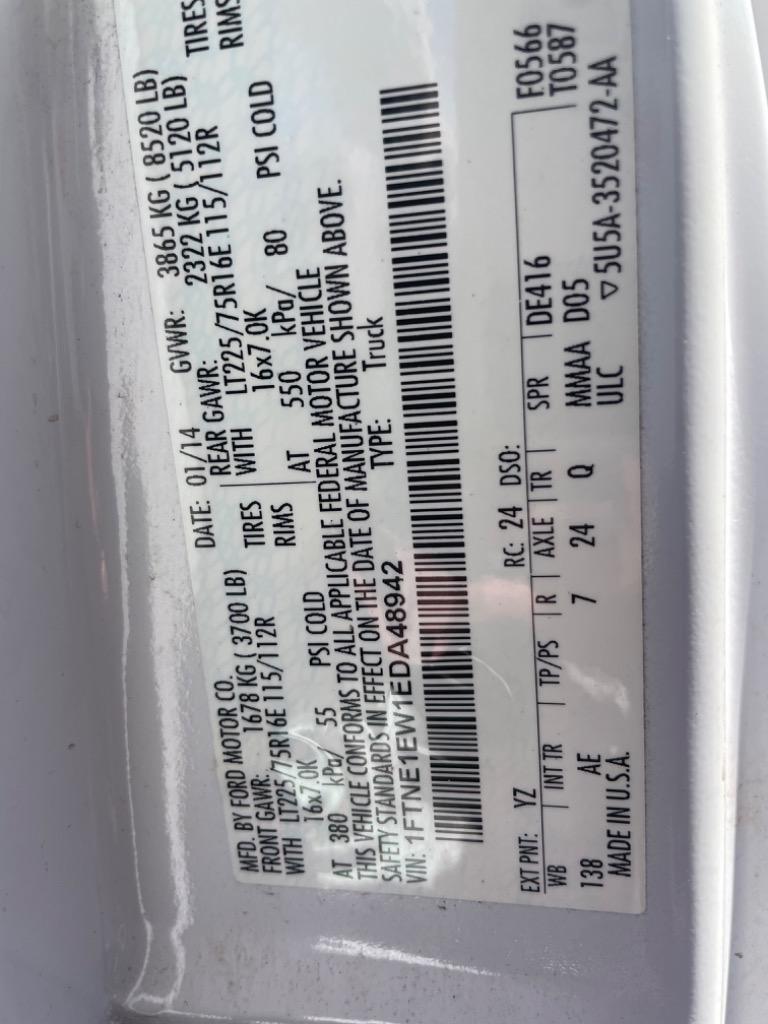 MFD. BY FORD MOTOR CO.
DATE: 01/14 GVWR: 3865 KG ( 8520 LB)
FRONT GAWR: 1678 KG ( 3700 LB) REAR GAWR: 2322 KG ( 5120 LB)
WITH LT225/75R16E 115/112R TIRES WITH LT225/75R16E 115/112R TIRES
16x7.0K RIMS 16x7.0K RIMS
AT 380 kPa/ 55 PSI COLD AT 550 kPa/ 80 PSI COLD
THIS VEHICLE CONFORMS TO ALL APPLICABLE FEDERAL MOTOR VEHICLE
SAFETY STANDARDS IN EFFECT ON THE DATE OF MANUFACTURE SHOWN ABOVE.
VIN: 1FTNE1EW1EDA48942 TYPE: Truck
F0566
EXT PNT: YZ RC: 24 DSO: T0587
WB INT TR TP/PS R AXLE TR SPR DE416
138 AE 7 24 Q MMAA D05
MADE IN U.S.A. ULC ▽5U5A-3520472-AA